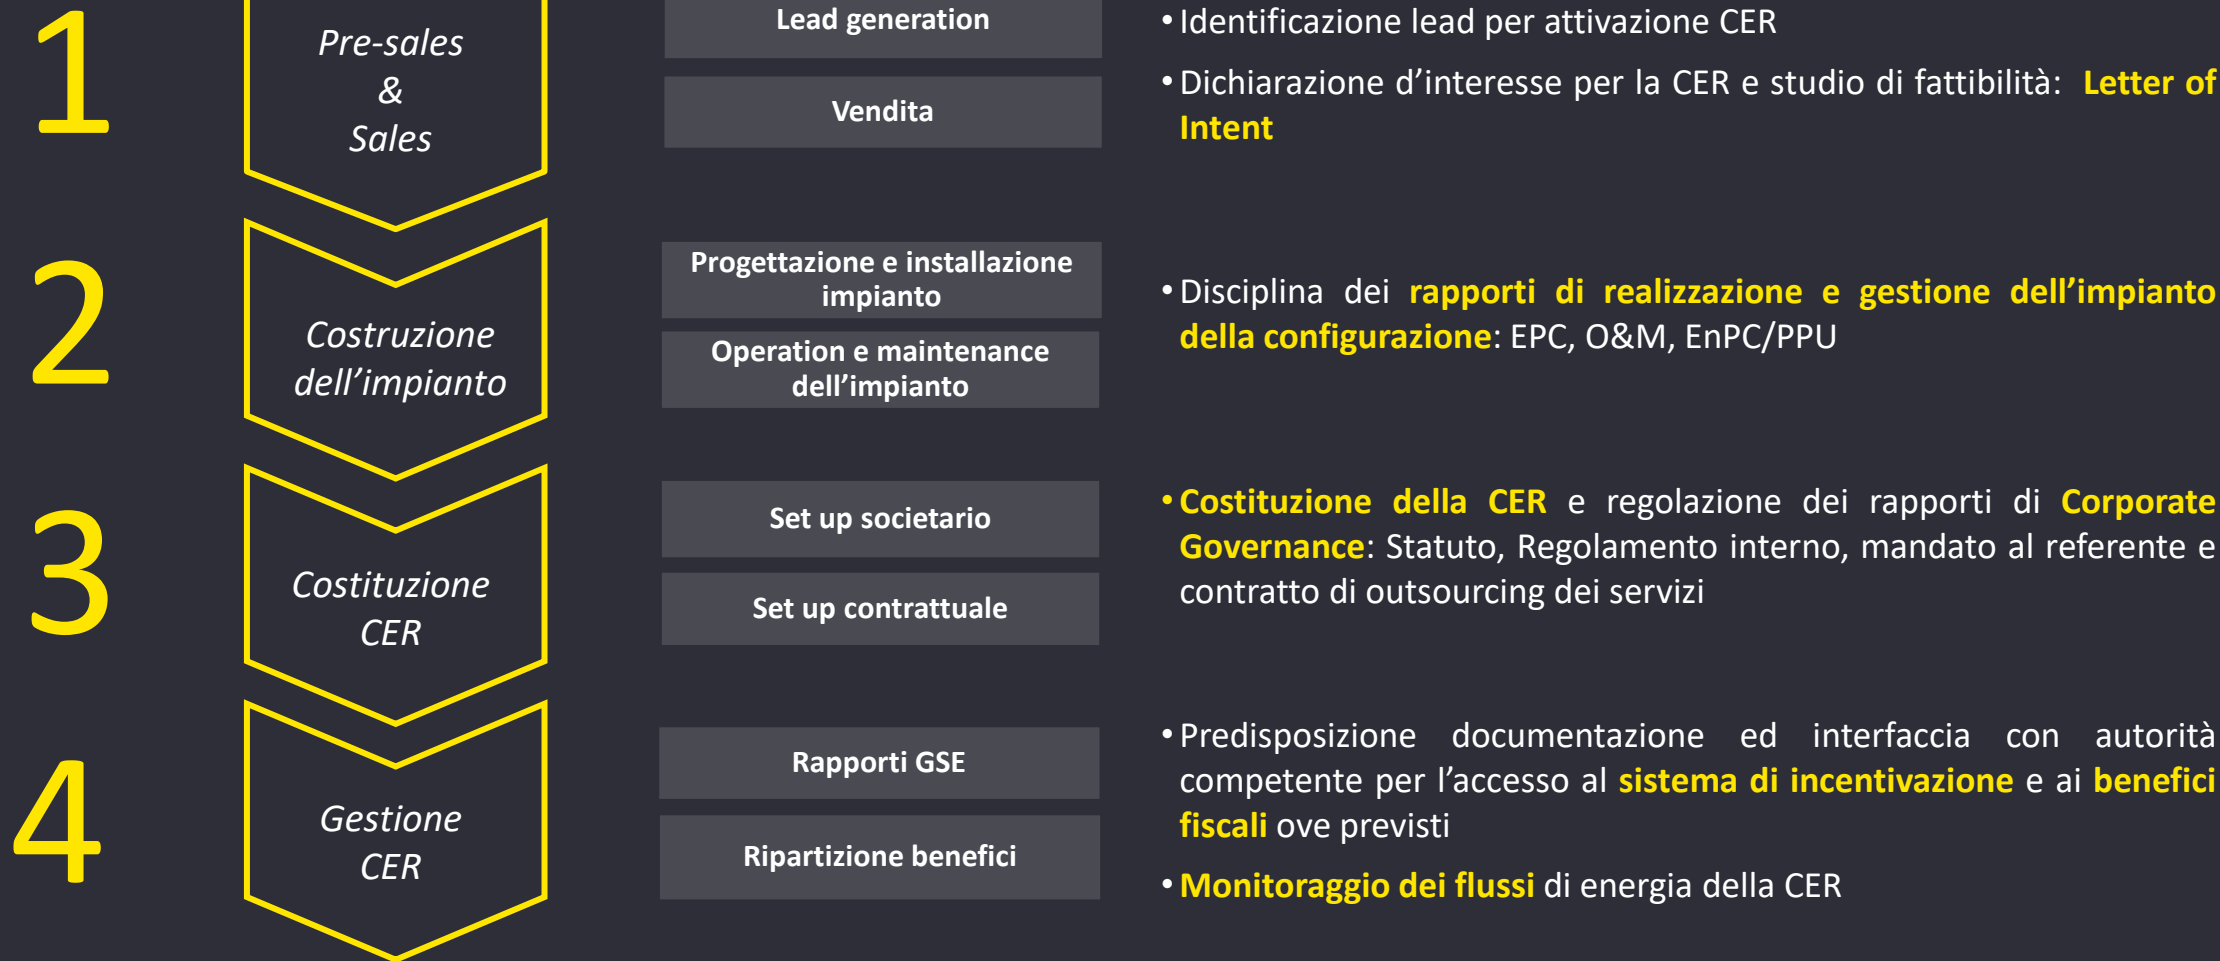 1
Pre-sales
&
Sales
Lead generation
Vendita
• Identificazione lead per attivazione CER
• Dichiarazione d’interesse per la CER e studio di fattibilità: Letter of
Intent
2
Costruzione
dell’impianto
Progettazione e installazione
impianto
Operation e maintenance
dell’impianto
• Disciplina dei rapporti di realizzazione e gestione dell’impianto
della configurazione: EPC, O&M, EnPC/PPU
3
Costituzione
CER
Set up societario
Set up contrattuale
• Costituzione della CER e regolazione dei rapporti di Corporate
Governance: Statuto, Regolamento interno, mandato al referente e
contratto di outsourcing dei servizi
4
Gestione
CER
Rapporti GSE
Ripartizione benefici
• Predisposizione documentazione ed interfaccia con autorità
competente per l’accesso al sistema di incentivazione e ai benefici
fiscali ove previsti
• Monitoraggio dei flussi di energia della CER